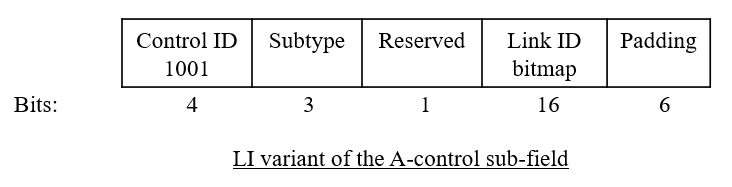 Control ID Subtype Reserved Link ID Padding
1001 bitmap
Bits: 4 3 1 16 6
LI variant of the A-control sub-field